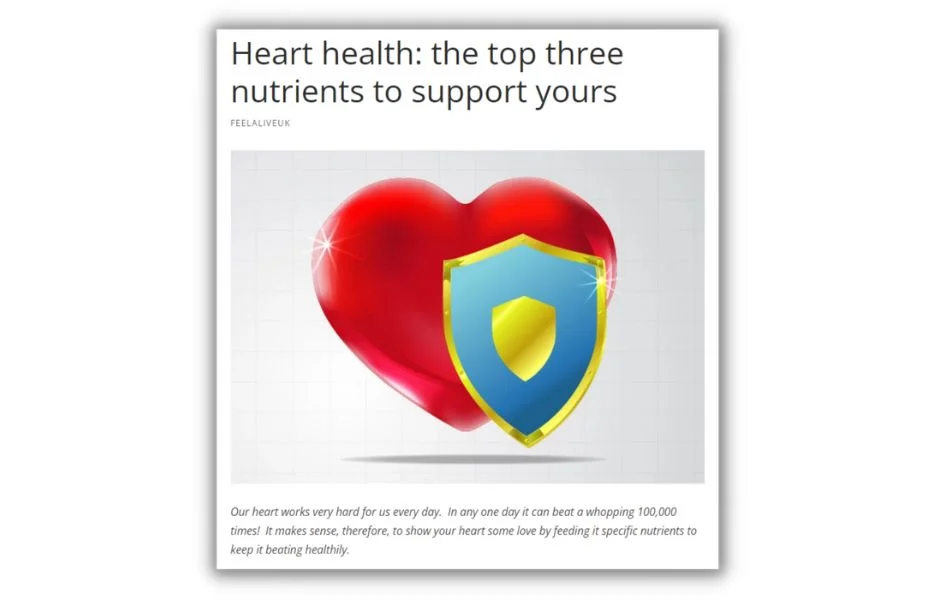 Heart health: the top three
nutrients to support yours
FEELALIVEUK
Our heart works very hard for us every day.  In any one day it can beat a whopping 100,000
times!  It makes sense, therefore, to show your heart some love by feeding it specific nutrients to
keep it beating healthily.